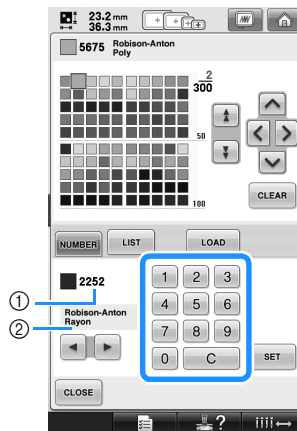 23.2 mm
36.3 mm
5675 Robison-Anton
Poly
2
300
50
100
CLEAR
NUMBER LIST LOAD
1 2252
2 Robison-Anton
Rayon
1 2 3
4 5 6
7 8 9
0 C
SET
CLOSE
?